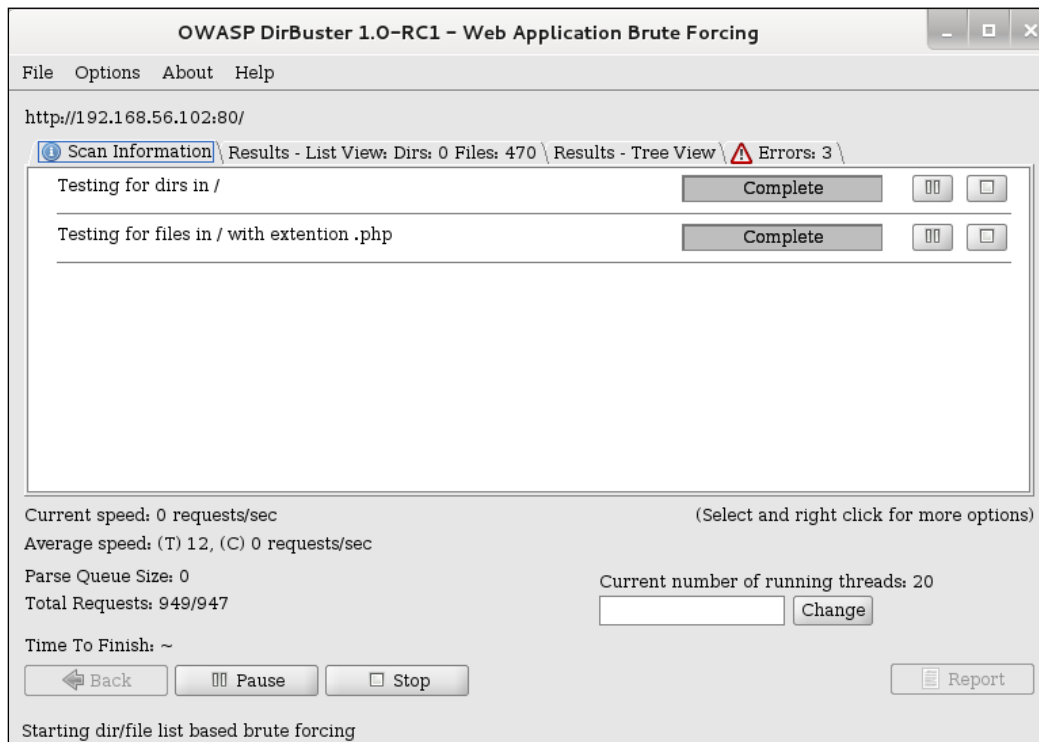 OWASP DirBuster 1.0-RC1 - Web Application Brute Forcing
File Options About Help
http://192.168.56.102:80/
Scan Information Results - List View: Dirs: 0 Files: 470 Results - Tree View Errors: 3
Testing for dirs in / Complete
Testing for files in / with extention .php Complete
Current speed: 0 requests/sec (Select and right click for more options)
Average speed: (T) 12, (C) 0 requests/sec
Parse Queue Size: 0 Current number of running threads: 20
Total Requests: 949/947 Change
Time To Finish: ~
Back Pause Stop Report
Starting dir/file list based brute forcing